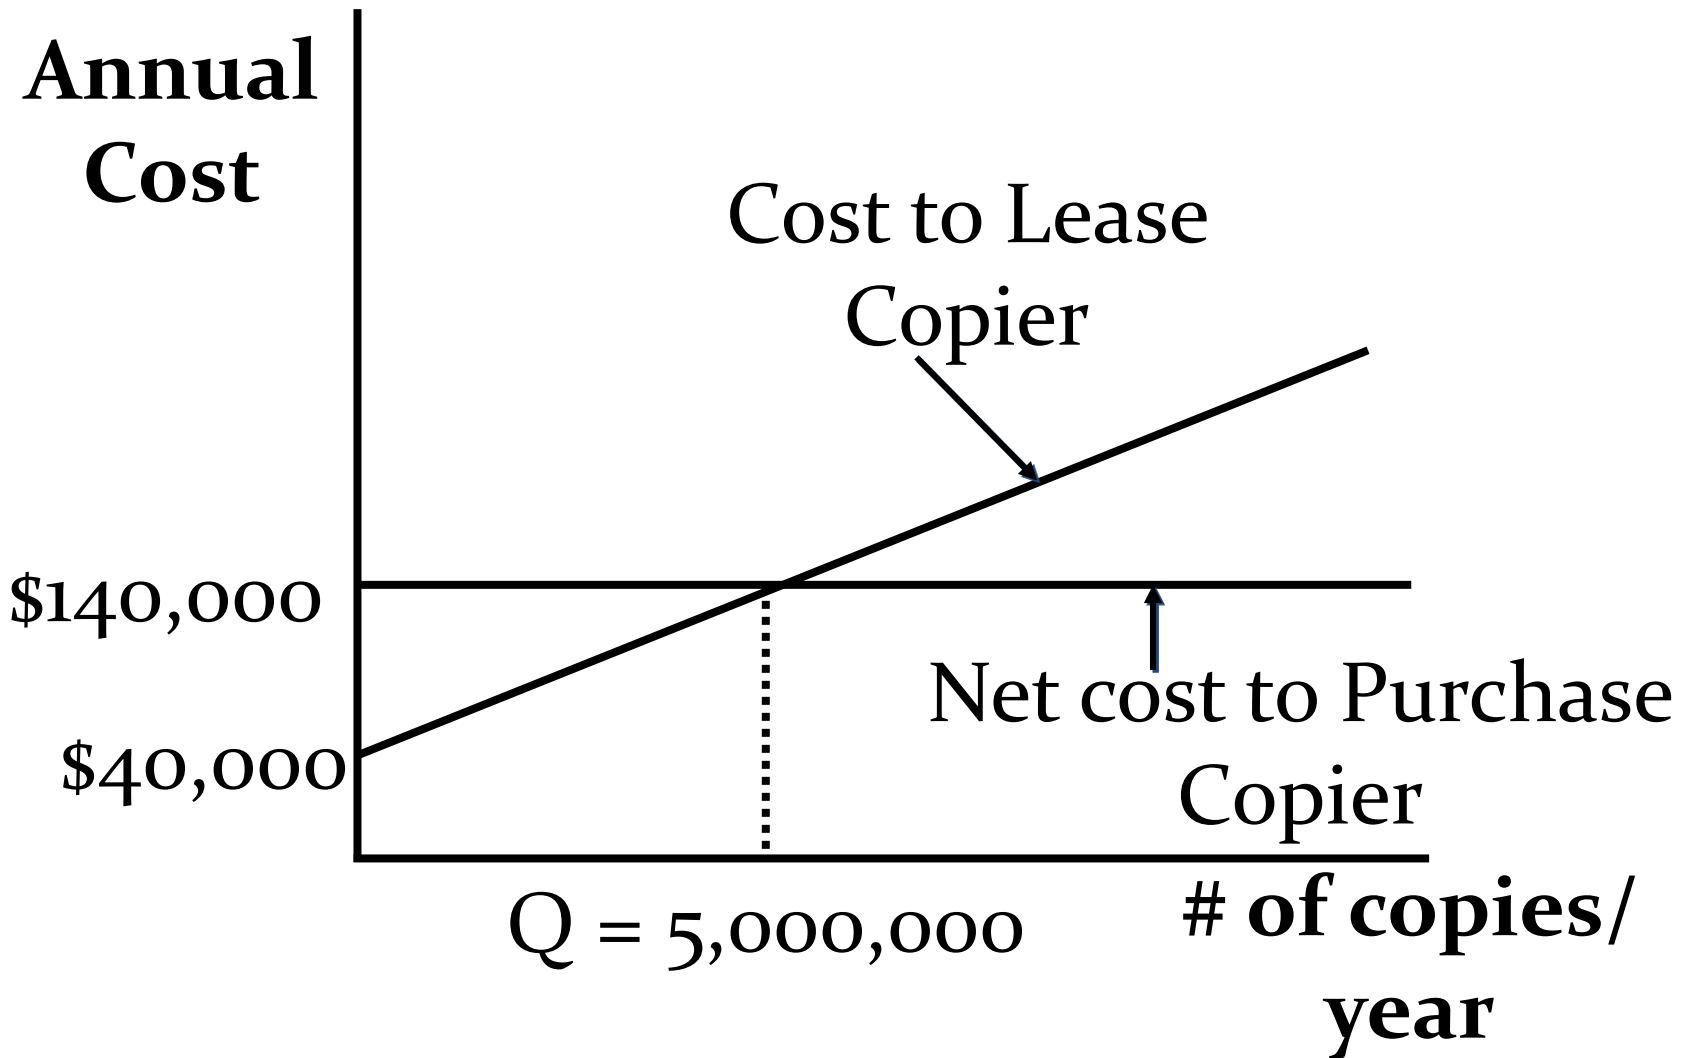 Annual
Cost
Cost to Lease
Copier
$140,000
Net cost to Purchase
Copier
$40,000
Q = 5,000,000
# of copies/
year